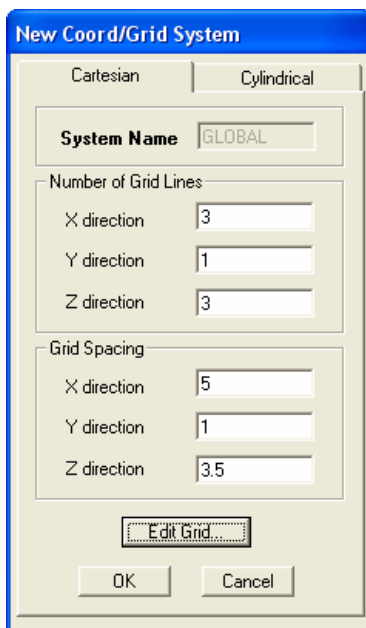 New Coord/Grid System
Cartesian Cylindrical
System Name GLOBAL
Number of Grid Lines
X direction 3
Y direction 1
Z direction 3
Grid Spacing
X direction 5
Y direction 1
Z direction 3.5
Edit Grid...
OK Cancel